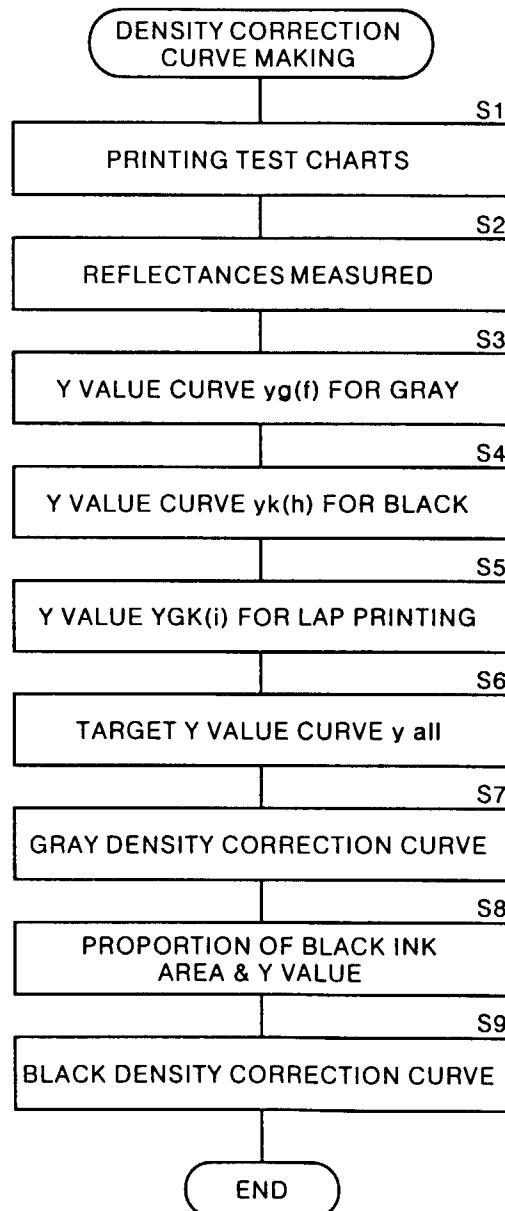 DENSITY CORRECTION
CURVE MAKING
S1
PRINTING TEST CHARTS
S2
REFLECTANCES MEASURED
S3
Y VALUE CURVE yg(f) FOR GRAY
S4
Y VALUE CURVE yk(h) FOR BLACK
S5
Y VALUE YGK(i) FOR LAP PRINTING
S6
TARGET Y VALUE CURVE y all
S7
GRAY DENSITY CORRECTION CURVE
S8
PROPORTION OF BLACK INK
AREA & Y VALUE
S9
BLACK DENSITY CORRECTION CURVE
END